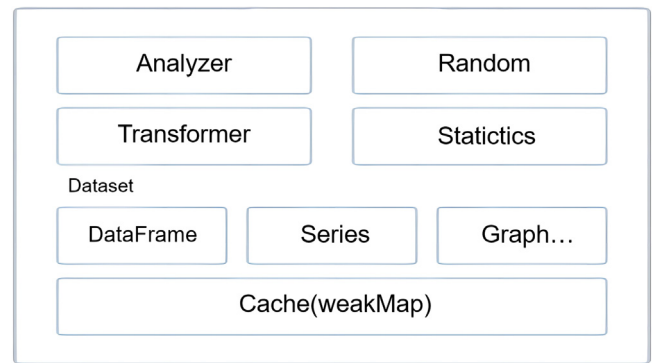 Analyzer Random
Transformer Statictics
Dataset
DataFrame Series Graph...
Cache(weakMap)